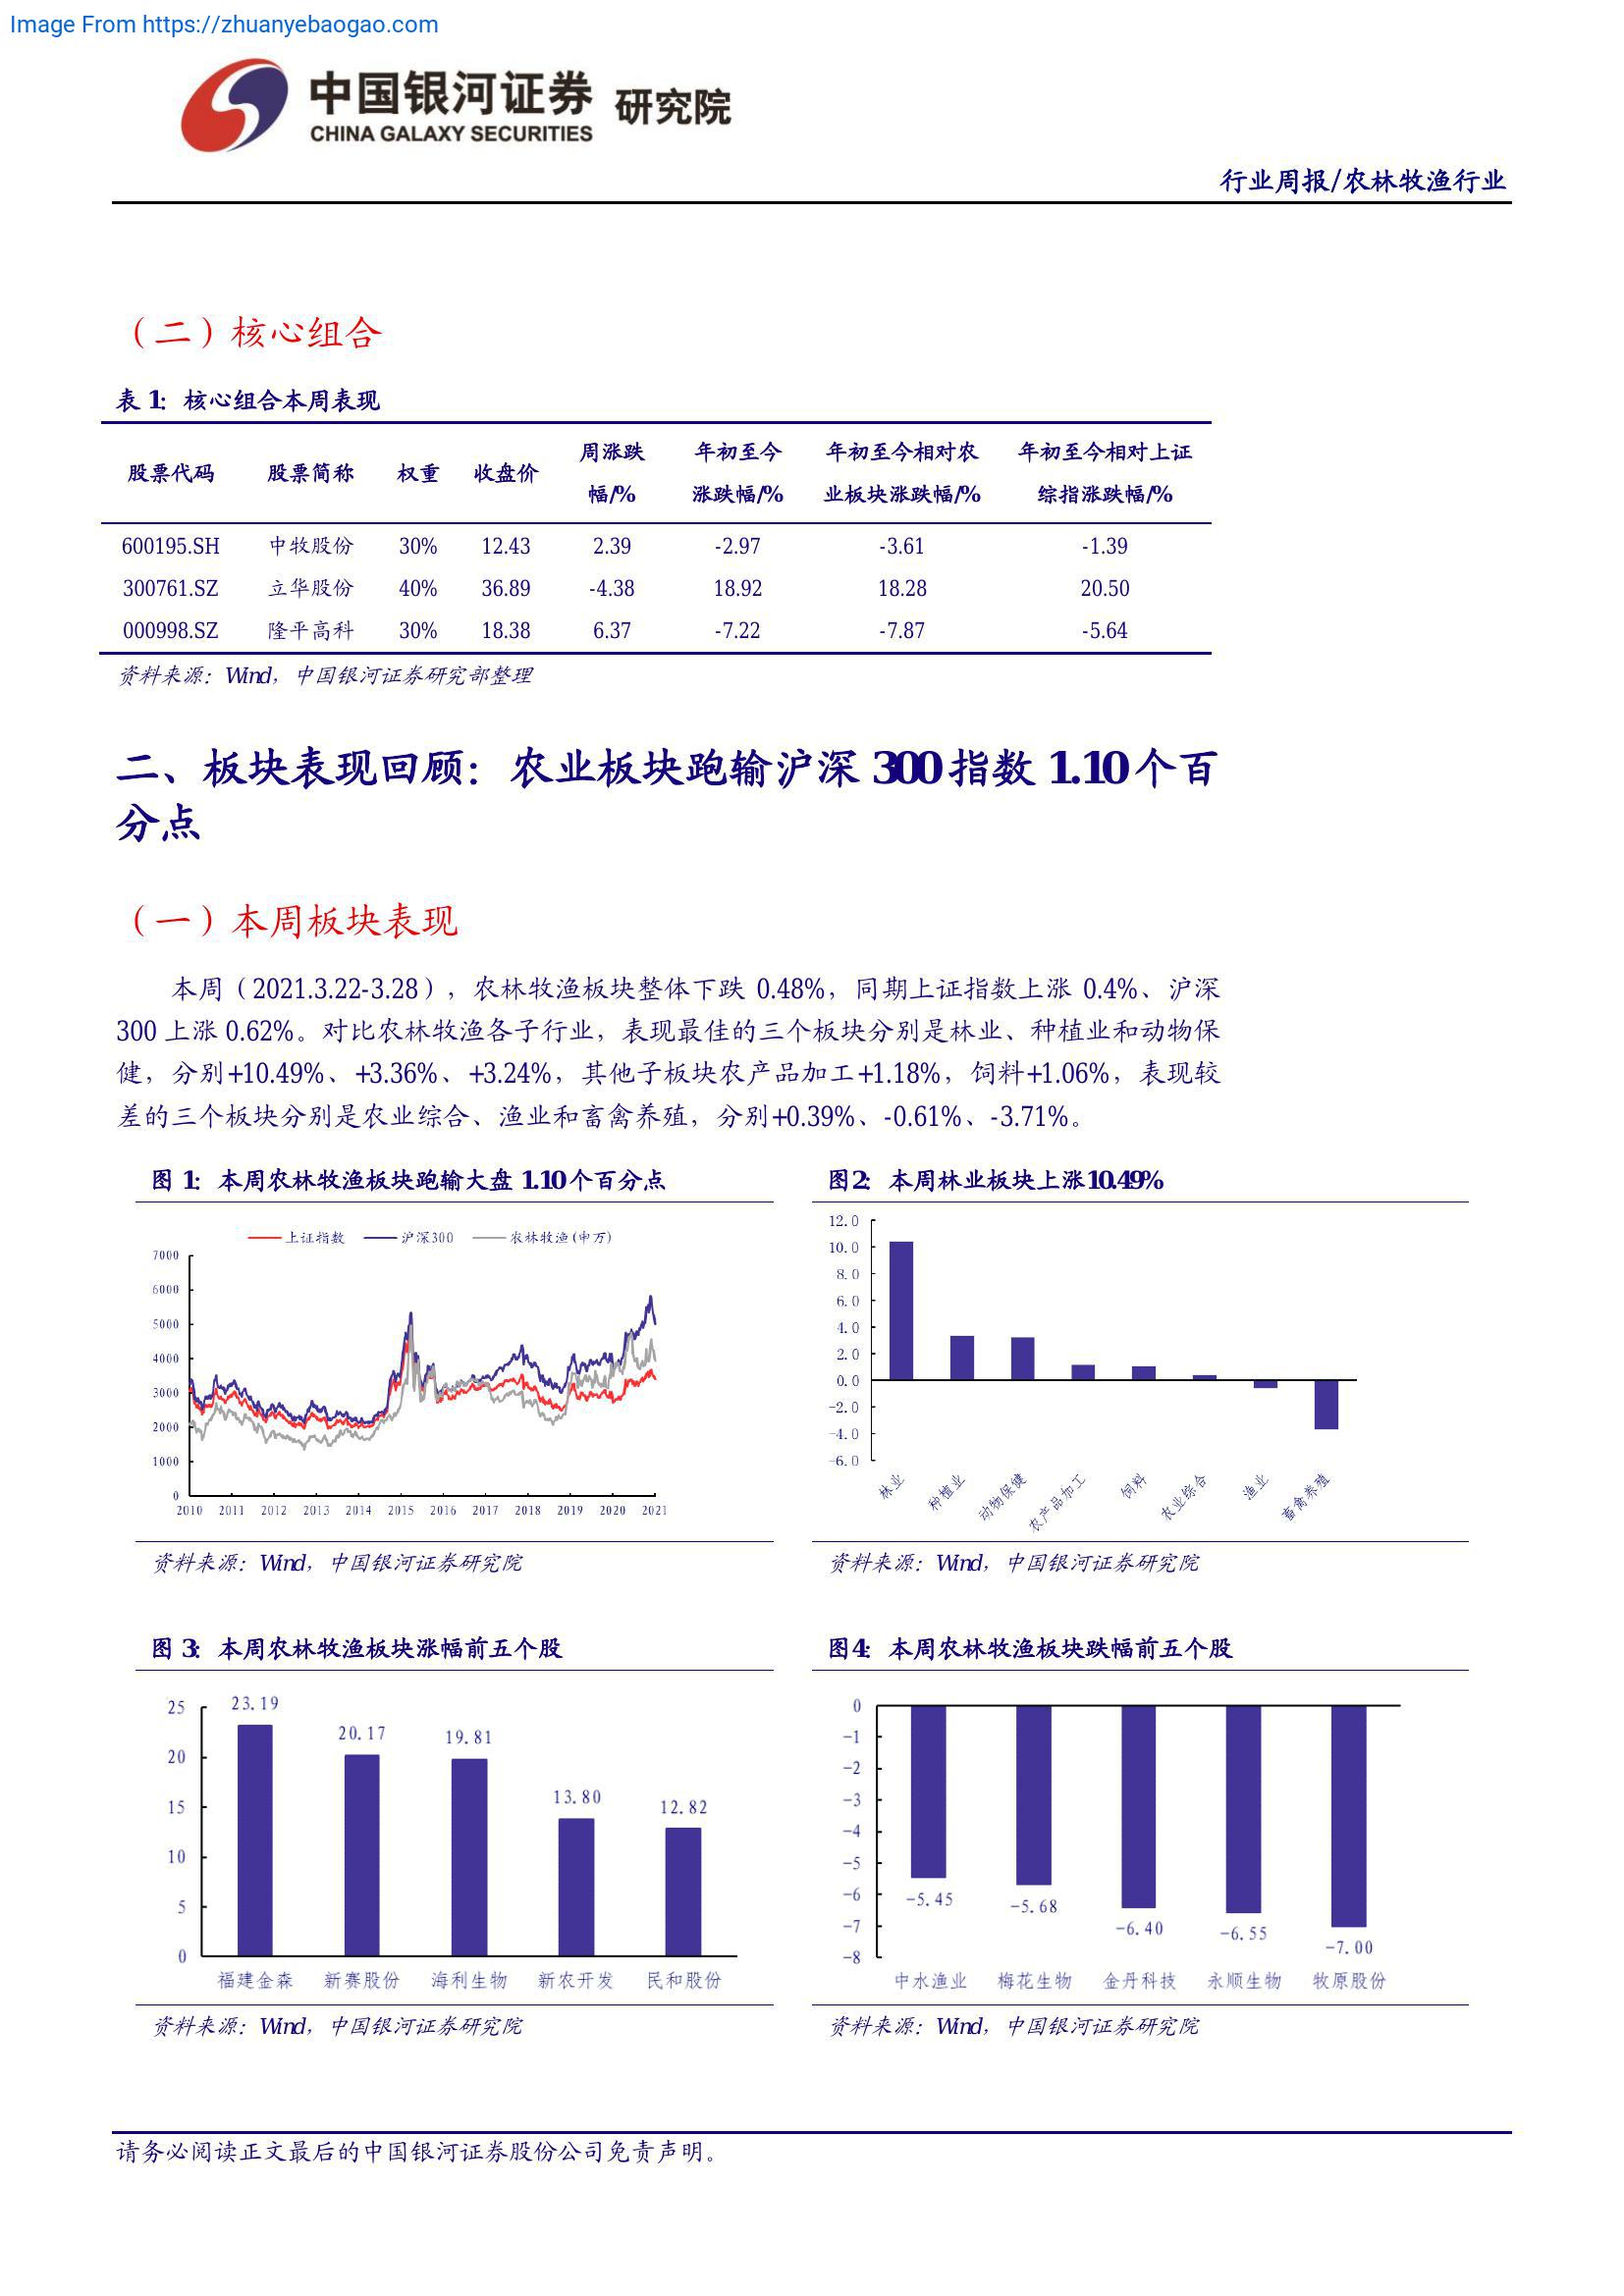 Image From https://zhuanyebaogao.com
中国银河证券 研究院
CHINA GALAXY SECURITIES
行业周报/农林牧渔行业
（二）核心组合
表 1：核心组合本周表现
股票代码 股票简称 权重 收盘价 周涨跌幅/% 年初至今涨跌幅/% 年初至今相对农业板块涨跌幅/% 年初至今相对上证综指涨跌幅/%
600195.SH 中牧股份 30% 12.43 2.39 -2.97 -3.61 -1.39
300761.SZ 立华股份 40% 36.89 -4.38 18.92 18.28 20.50
000998.SZ 隆平高科 30% 18.38 6.37 -7.22 -7.87 -5.64
资料来源：Wind，中国银河证券研究部整理
二、板块表现回顾：农业板块跑输沪深 300 指数 1.10 个百
分点
（一）本周板块表现
本周（2021.3.22-3.28），农林牧渔板块整体下跌 0.48%，同期上证指数上涨 0.4%、沪深
300 上涨 0.62%。对比农林牧渔各子行业，表现最佳的三个板块分别是林业、种植业和动物保
健，分别+10.49%、+3.36%、+3.24%，其他子板块农产品加工+1.18%，饲料+1.06%，表现较
差的三个板块分别是农业综合、渔业和畜禽养殖，分别+0.39%、-0.61%、-3.71%。
图 1：本周农林牧渔板块跑输大盘 1.10 个百分点
上证指数 沪深300 农林牧渔(申万)
7000
6000
5000
4000
3000
2000
1000
0
2010 2011 2012 2013 2014 2015 2016 2017 2018 2019 2020 2021
资料来源：Wind，中国银河证券研究院
图2：本周林业板块上涨10.49%
12.0
10.0
8.0
6.0
4.0
2.0
0.0
-2.0
-4.0
-6.0
林业 种植业 动物保健 农产品加工 饲料 农业综合 渔业 畜禽养殖
资料来源：Wind，中国银河证券研究院
图 3：本周农林牧渔板块涨幅前五个股
25
20
15
10
5
0
23.19 20.17 19.81 13.80 12.82
福建金森 新赛股份 海利生物 新农开发 民和股份
资料来源：Wind，中国银河证券研究院
图4：本周农林牧渔板块跌幅前五个股
0
-1
-2
-3
-4
-5
-6
-7
-8
-5.45 -5.68 -6.40 -6.55 -7.00
中水渔业 梅花生物 金丹科技 永顺生物 牧原股份
资料来源：Wind，中国银河证券研究院
请务必阅读正文最后的中国银河证券股份公司免责声明。